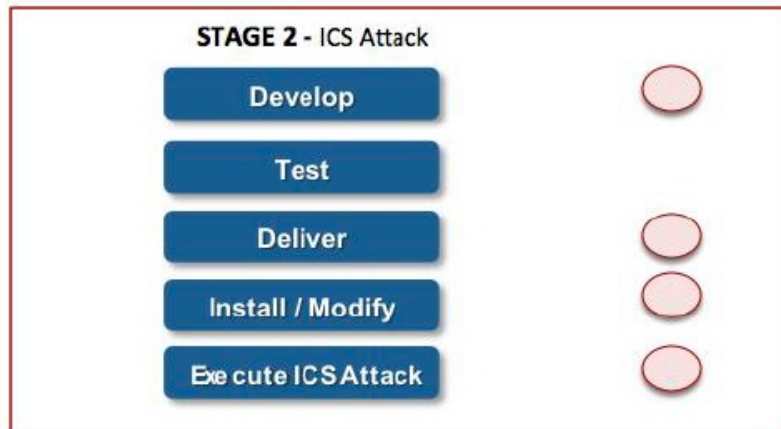 STAGE 2 - ICS Attack
Develop
Test
Deliver
Install / Modify
Execute ICS Attack